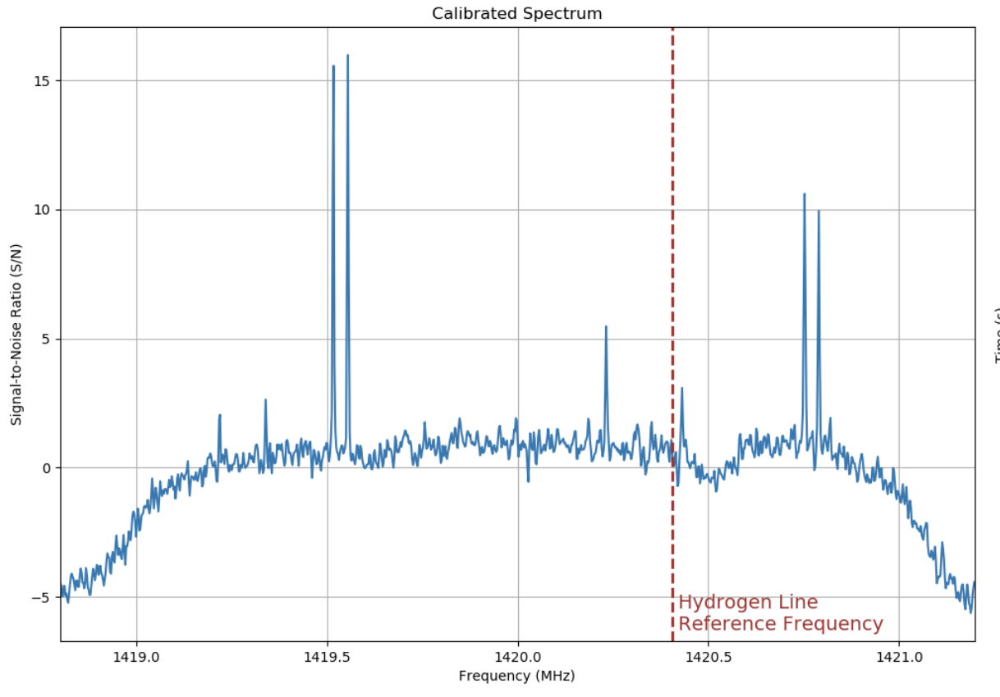 Calibrated Spectrum
Signal-to-Noise Ratio (S/N)
15
10
5
0
−5
Hydrogen Line
Reference Frequency
1419.0
1419.5
1420.0
1420.5
1421.0
Frequency (MHz)
Time (s)